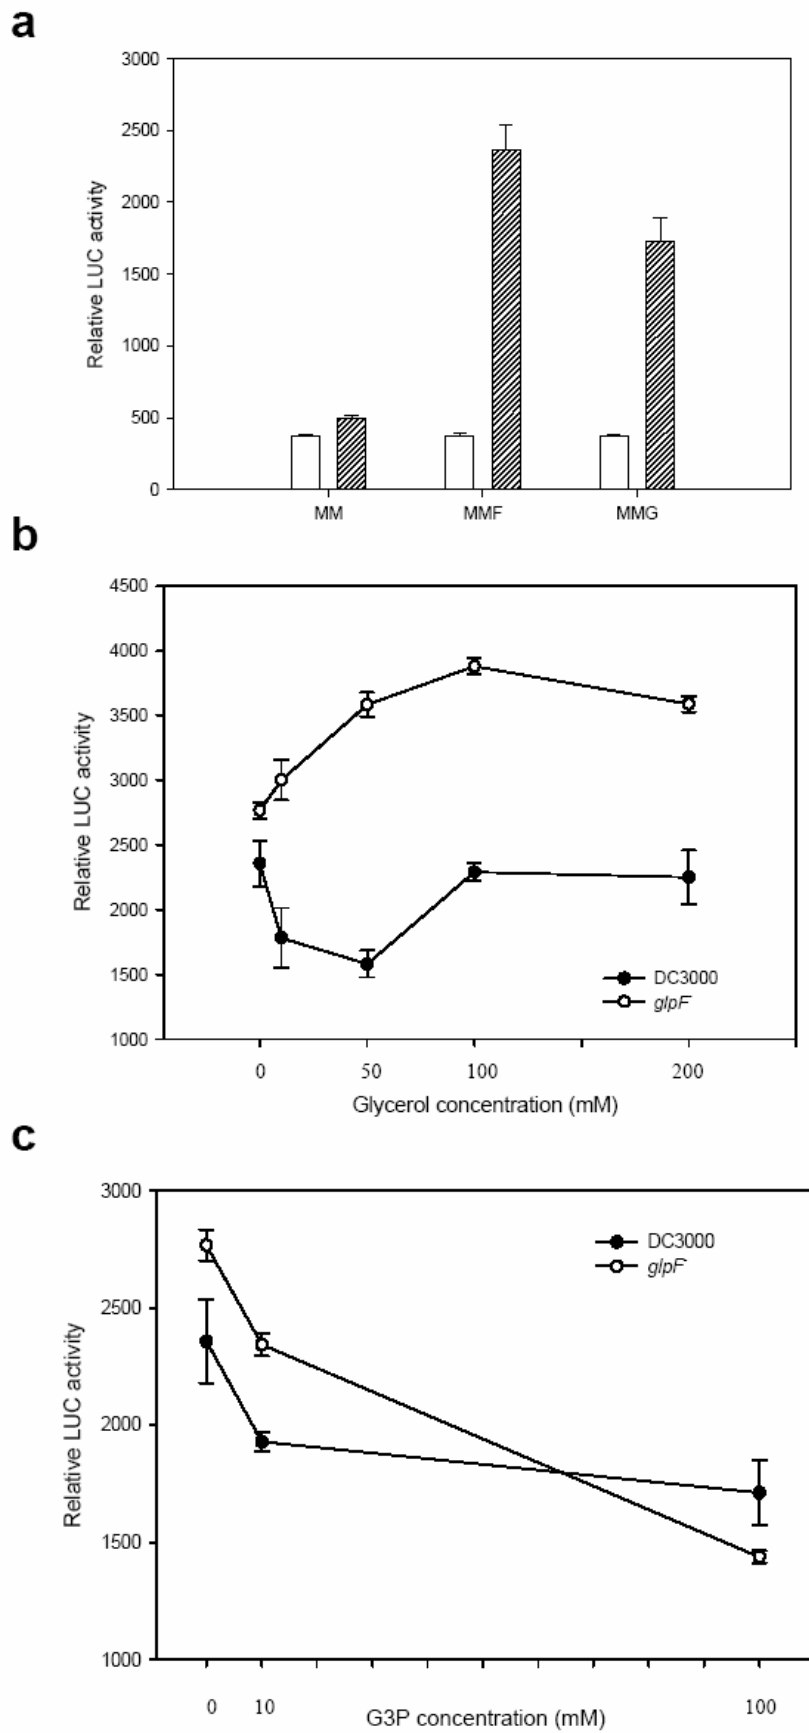 a
3000
2500
2000
1500
1000
500
0
Relative LUC activity
MM MMF MMG
b
4500
4000
3500
3000
2500
2000
1500
1000
Relative LUC activity
DC3000
glpF-
0 50 100 200
Glycerol concentration (mM)
c
3000
2500
2000
1500
1000
Relative LUC activity
DC3000
glpF-
0 10 100
G3P concentration (mM)